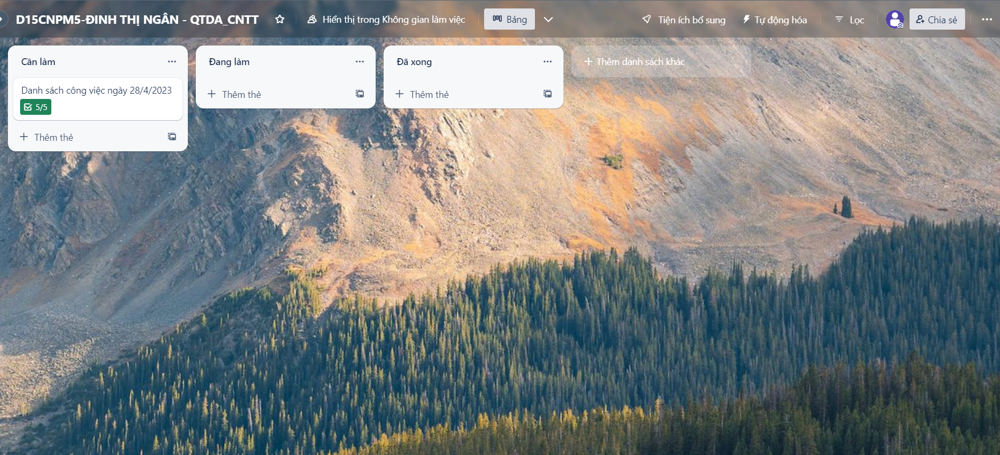 D15CNPM5-ĐINH THỊ NGÂN - QTDA_CNTT
Hiển thị trong Không gian làm việc
Bảng
Tiện ích bổ sung
Tự động hóa
Lọc
Chia sẻ
Cần làm
Danh sách công việc ngày 28/4/2023
5/5
Thêm thẻ
Đang làm
Thêm thẻ
Đã xong
Thêm thẻ
Thêm danh sách khác